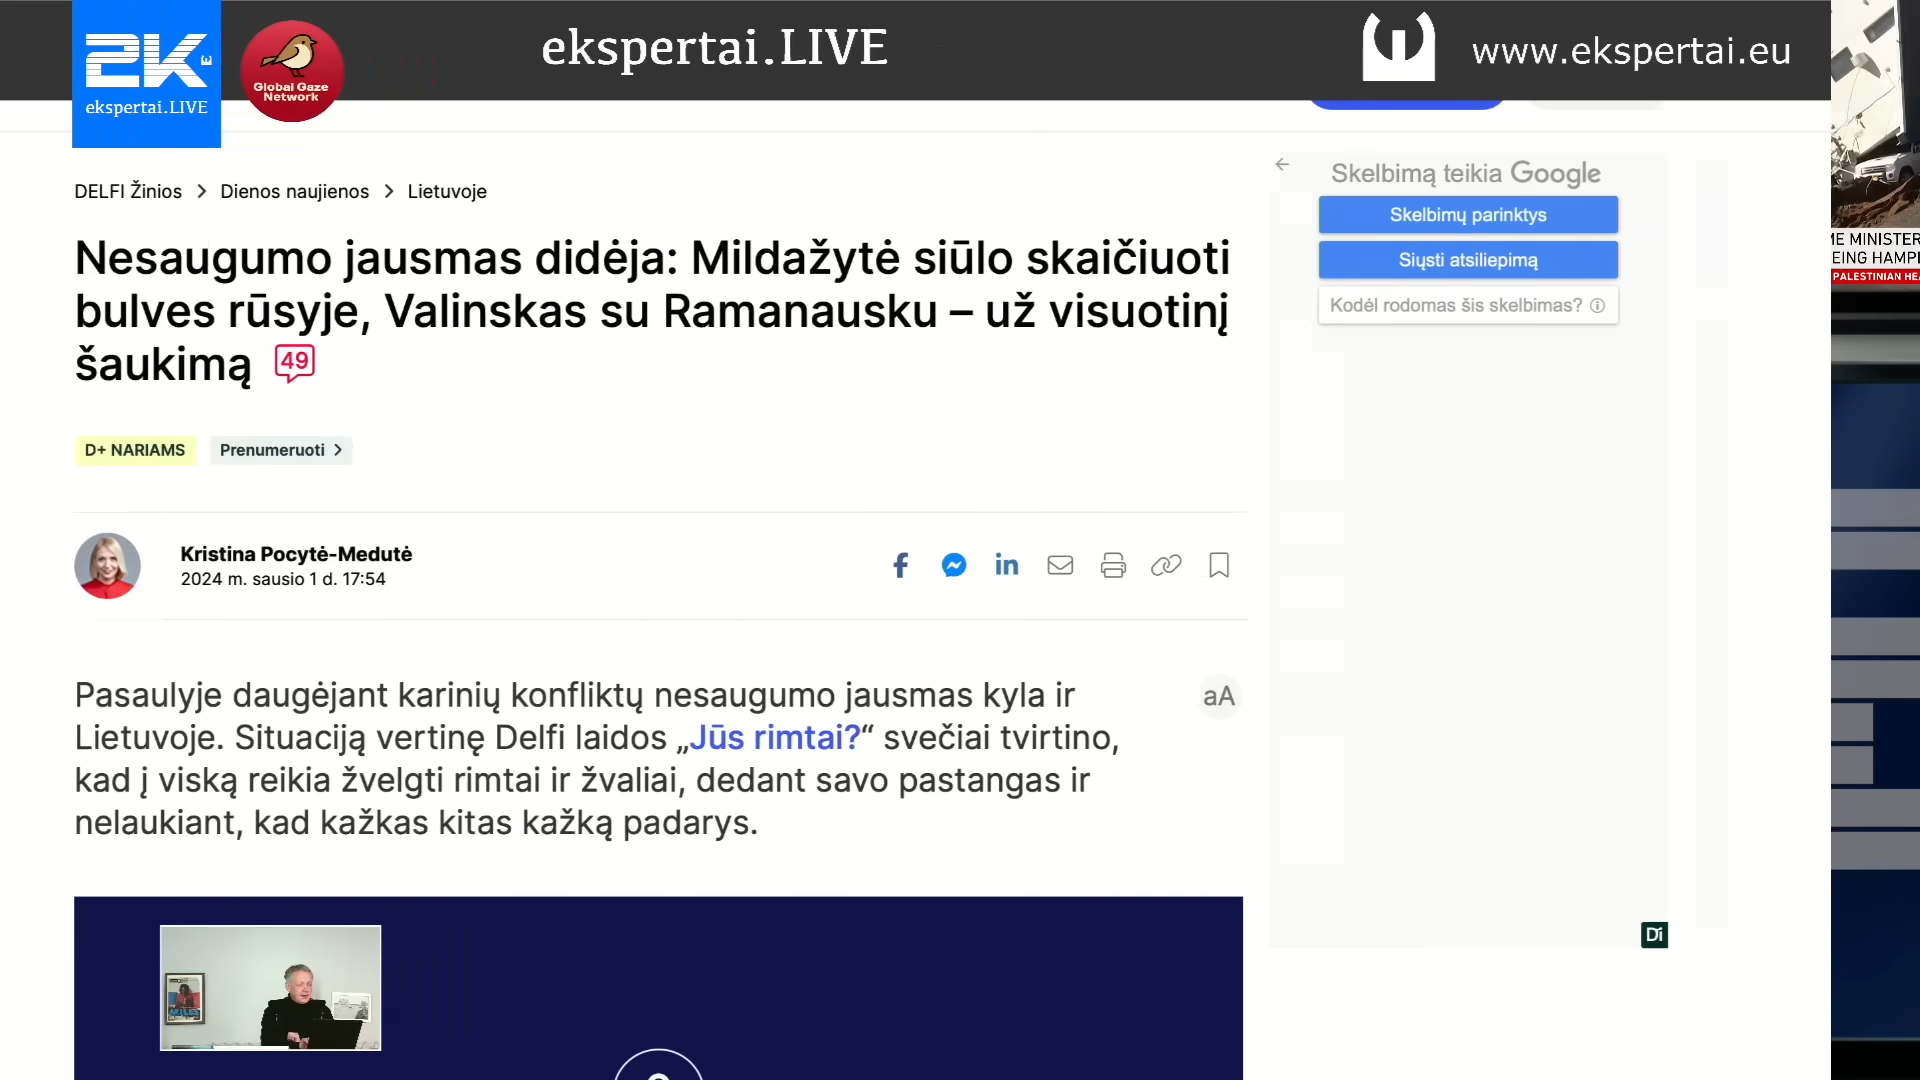 2K
ekspertai.LIVE
Global Gaze
Network
ekspertai.LIVE
www.ekspertai.eu
DELFI Žinios > Dienos naujienos > Lietuvoje
Nesaugumo jausmas didėja: Mildažytė siūlo skaičiuoti
bulves rūsyje, Valinskas su Ramanausku – už visuotinį
šaukimą 49
D+ NARIAMS Prenumeruoti >
Kristina Pocytė-Medutė
2024 m. sausio 1 d. 17:54
aA
Pasaulyje daugėjant karinių konfliktų nesaugumo jausmas kyla ir
Lietuvoje. Situaciją vertinę Delfi laidos „Jūs rimtai?“ svečiai tvirtino,
kad į viską reikia žvelgti rimtai ir žvaliai, dedant savo pastangas ir
nelaukiant, kad kažkas kitas kažką padarys.
Skelbimą teikia Google
Skelbimų parinktys
Siųsti atsiliepimą
Kodėl rodomas šis skelbimas?
Di
MINISTER
PALESTINIAN